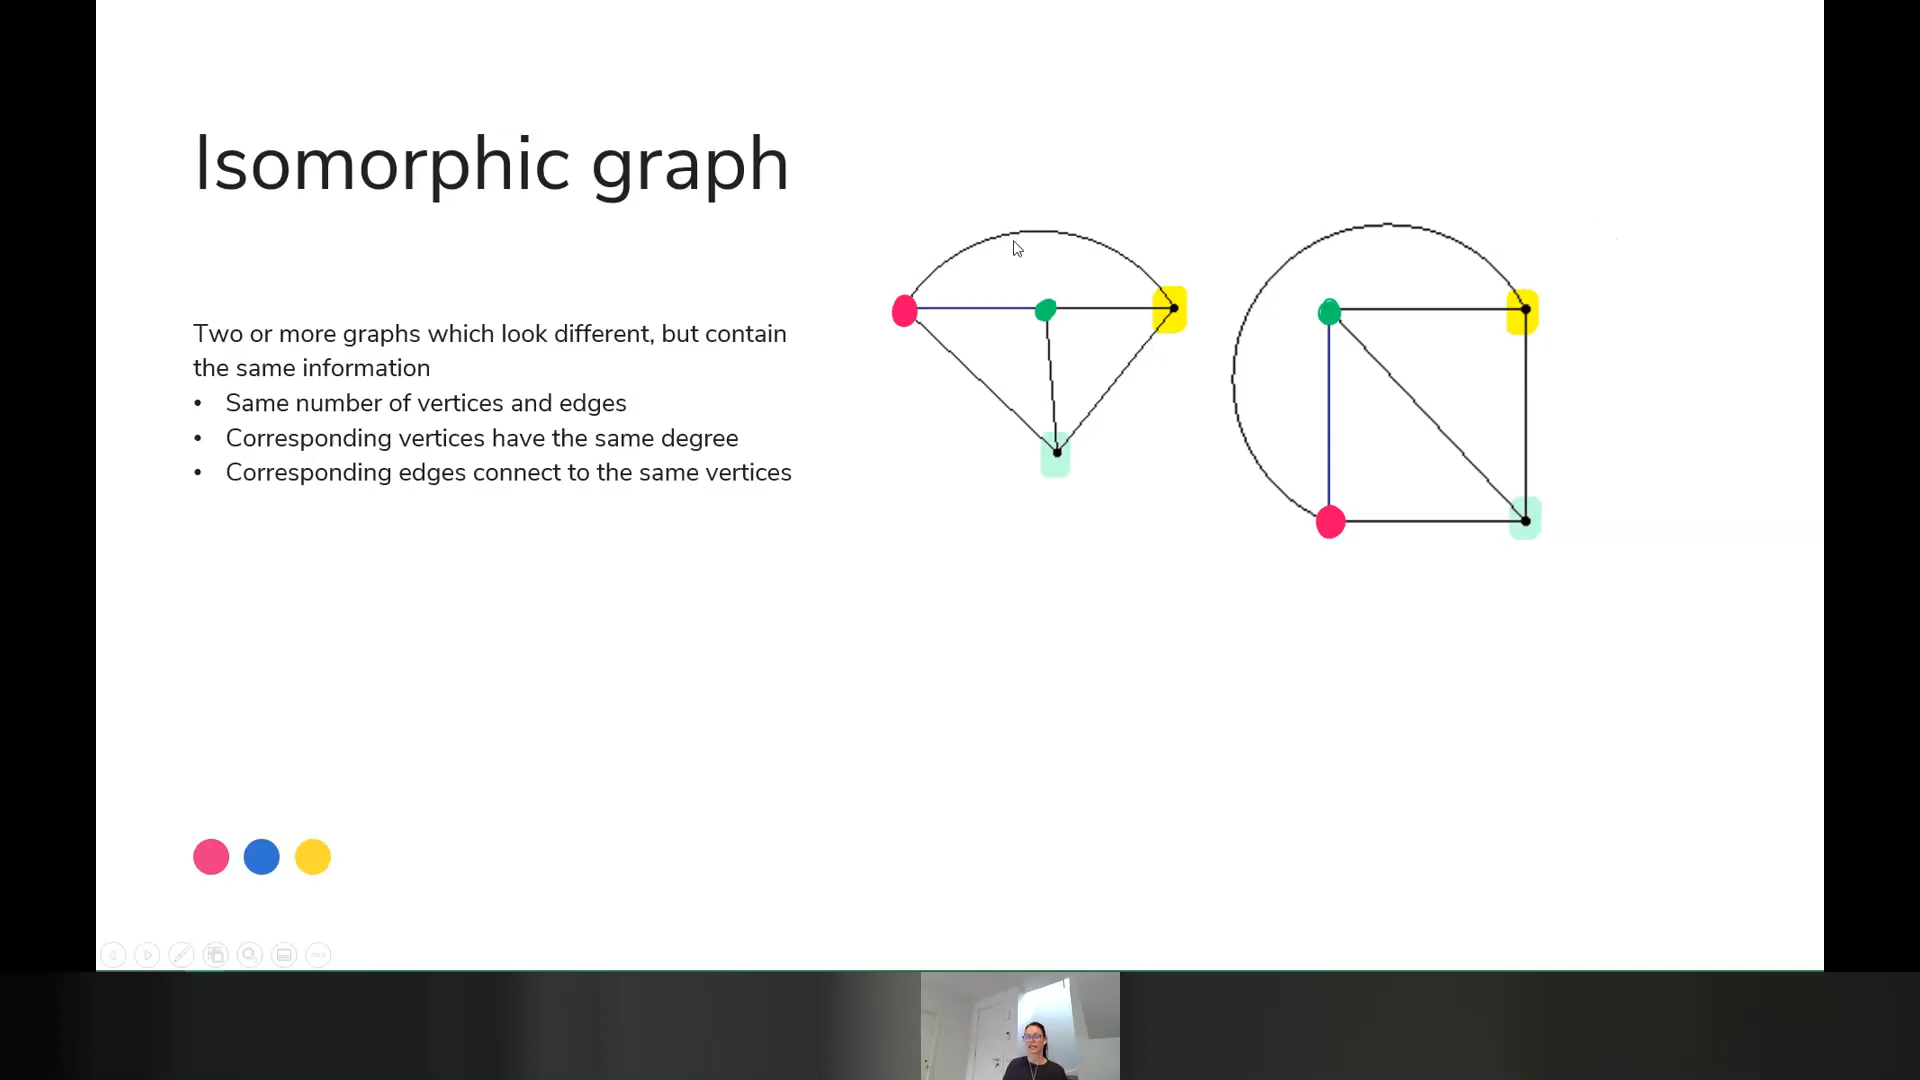 Isomorphic graph
Two or more graphs which look different, but contain
the same information
• Same number of vertices and edges
• Corresponding vertices have the same degree
• Corresponding edges connect to the same vertices